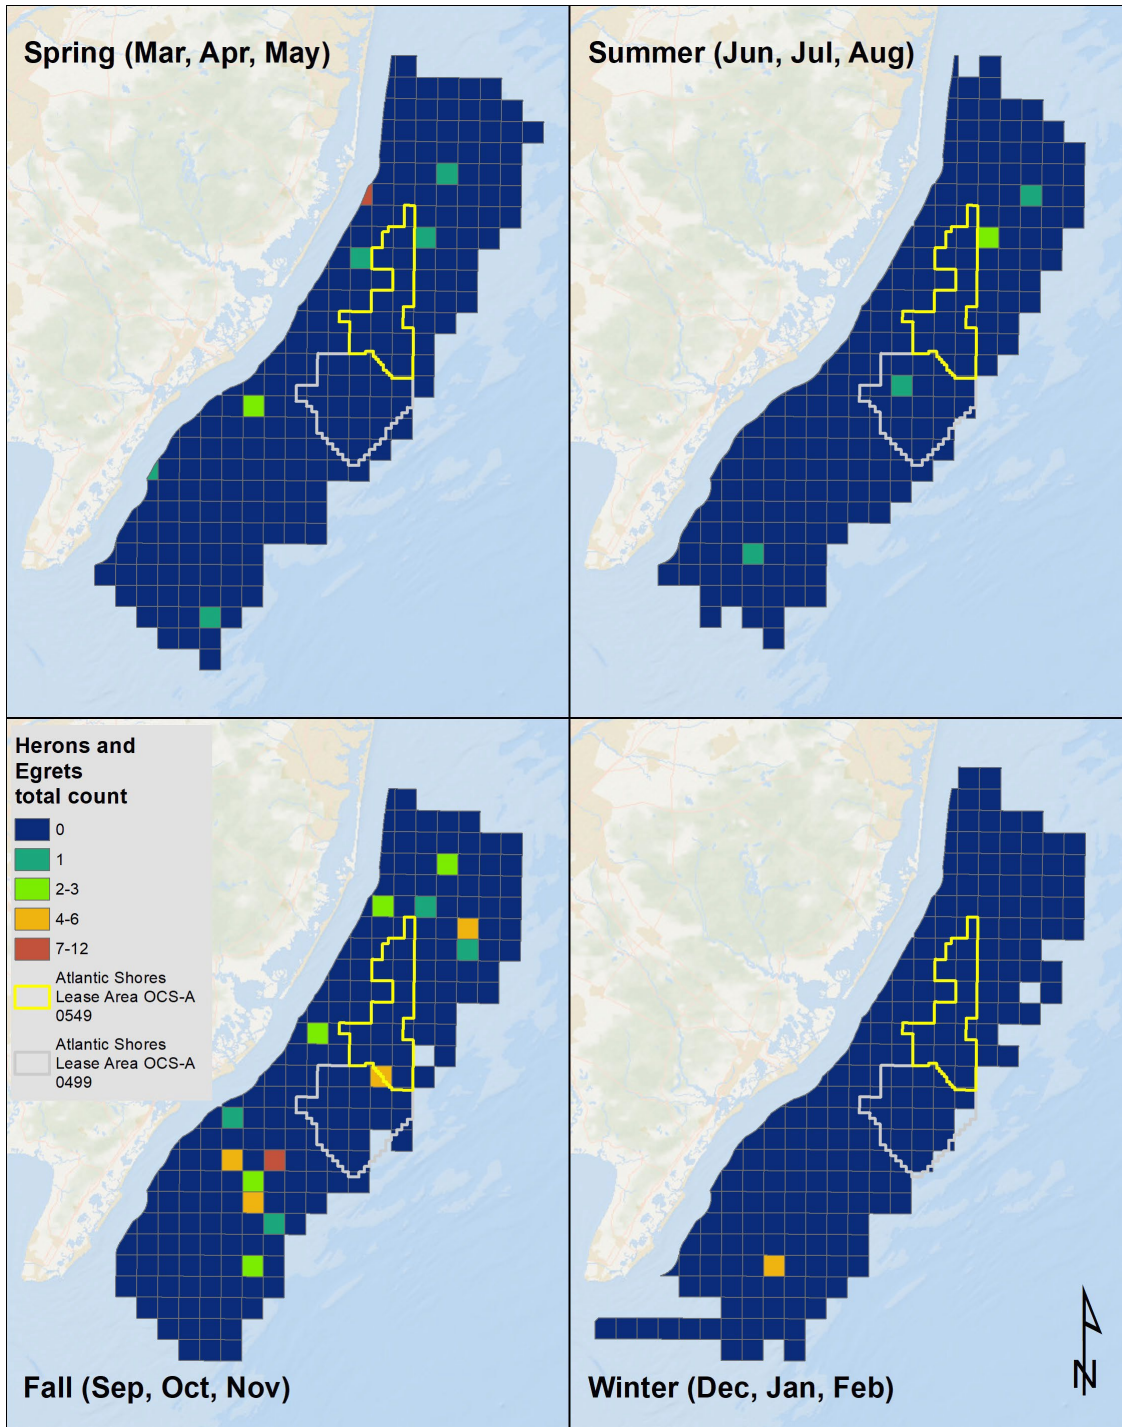 Spring (Mar, Apr, May)
Summer (Jun, Jul, Aug)
Herons and
Egrets
total count
0
1
2-3
4-6
7-12
Atlantic Shores
Lease Area OCS-A
0549
Atlantic Shores
Lease Area OCS-A
0499
Fall (Sep, Oct, Nov)
Winter (Dec, Jan, Feb)
N